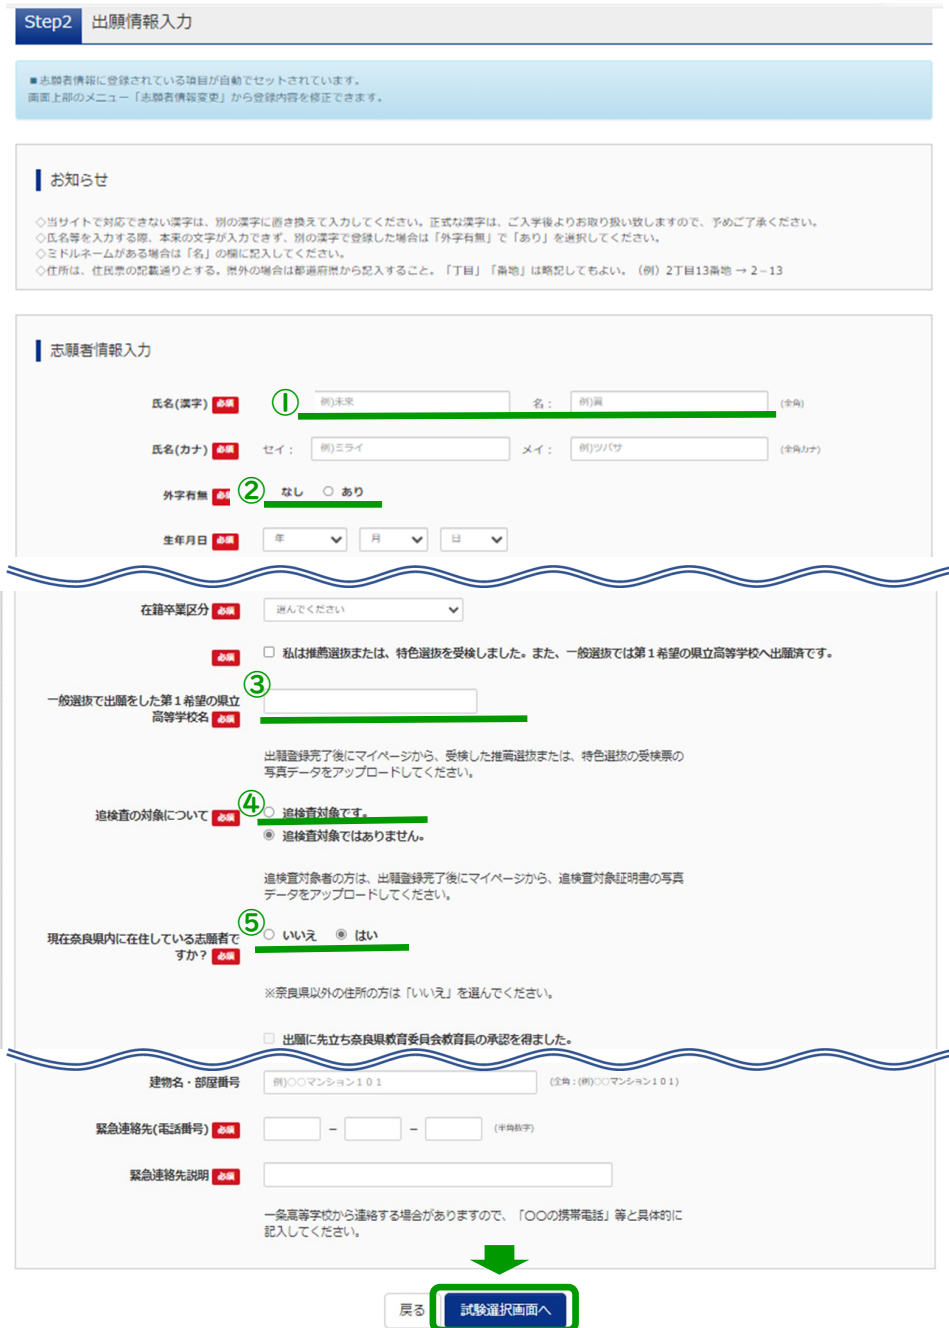 Step2 出願情報入力
■志願者情報に登録されている項目が自動でセットされています。
画面上部のメニュー「志願者情報変更」から登録内容を修正できます。
お知らせ
◇当サイトで対応できない漢字は、別の漢字に置き換えて入力してください。正式な漢字は、ご入学後よりお取り扱い致しますので、予めご了承ください。
◇氏名等を入力する際、本来の文字が入力できず、別の漢字で登録した場合は「外字有無」で「あり」を選択してください。
◇ミドルネームがある場合は「名」の欄に記入してください。
◇住所は、住民票の記載通りとする。県外の場合は都道府県から記入すること。「丁目」「番地」は略記してもよい。（例）2丁目13番地 → 2－13
志願者情報入力
氏名(漢字) 必須 ① 例)未来 名： 例)翼 (全角)
氏名(カナ) 必須 セイ： 例)ミライ メイ： 例)ツバサ (全角カナ)
外字有無 必須 ② なし あり
生年月日 必須 年 月 日
在籍卒業区分 必須 選んでください
必須 私は推薦選抜または、特色選抜を受検しました。また、一般選抜では第１希望の県立高等学校へ出願済です。
③
一般選抜で出願をした第１希望の県立
高等学校名 必須
出願登録完了後にマイページから、受検した推薦選抜または、特色選抜の受検票の
写真データをアップロードしてください。
追検査の対象について 必須 ④ 追検査対象です。
追検査対象ではありません。
追検査対象者の方は、出願登録完了後にマイページから、追検査対象証明書の写真
データをアップロードしてください。
現在奈良県内に在住している志願者で
すか？ 必須 ⑤ いいえ はい
※奈良県以外の住所の方は「いいえ」を選んでください。
出願に先立ち奈良県教育委員会教育長の承認を得ました。
建物名・部屋番号 例)○○マンション１０１ (全角：(例)○○マンション１０１)
緊急連絡先(電話番号) 必須 － － (半角数字)
緊急連絡先説明 必須
一条高等学校から連絡する場合がありますので、「○○の携帯電話」等と具体的に
記入してください。
戻る 試験選択画面へ